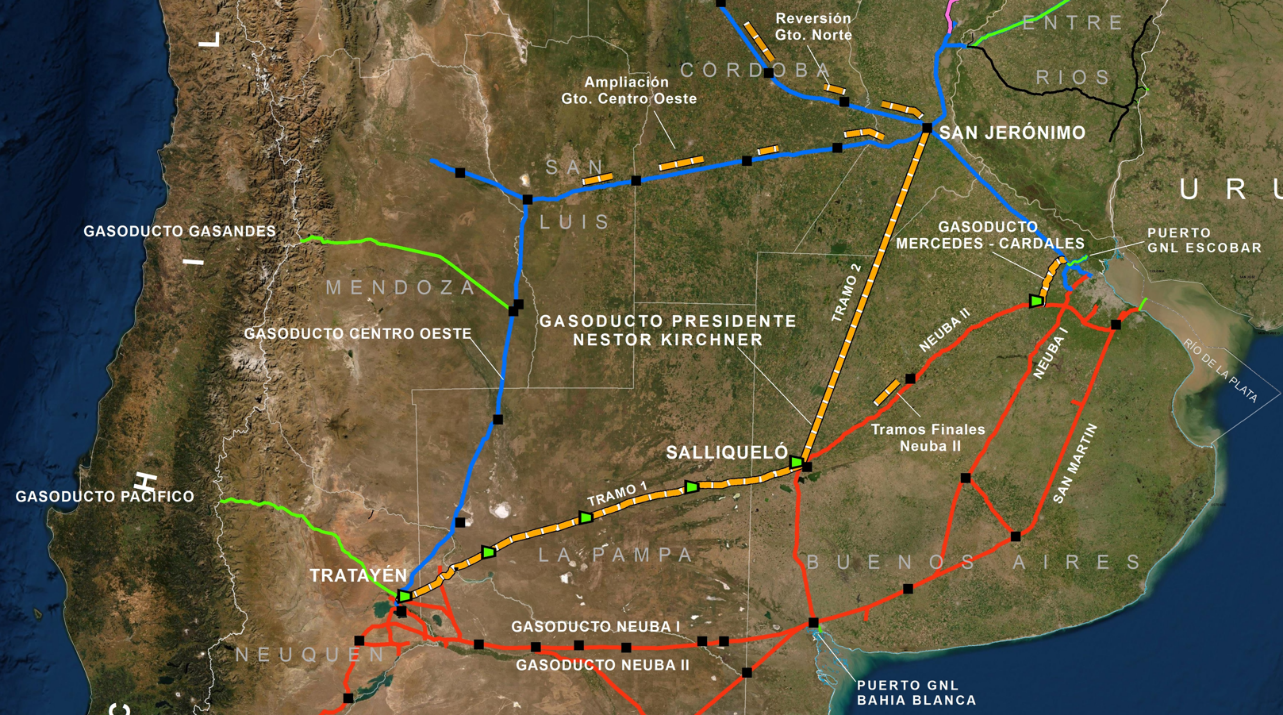 Reversión
Gto. Norte
ENTRE
RIOS
CÓRDOBA
Ampliación
Gto. Centro Oeste
SAN JERÓNIMO
SAN
LUIS
URU
L
GASODUCTO GASANDES
I
GASODUCTO
MERCEDES - CARDALES
PUERTO
GNL ESCOBAR
MENDOZA
TRAMO 2
GASODUCTO PRESIDENTE
NESTOR KIRCHNER
GASODUCTO CENTRO OESTE
NEUBA II
NEUBA I
RÍO DE LA PLATA
Tramos Finales
Neuba II
SALLIQUELÓ
SAN MARTIN
H
GASODUCTO PACÍFICO
TRAMO 1
LA PAMPA
BUENOS AIRES
TRATAYÉN
GASODUCTO NEUBA I
NEUQUEN
GASODUCTO NEUBA II
PUERTO GNL
BAHIA BLANCA
C